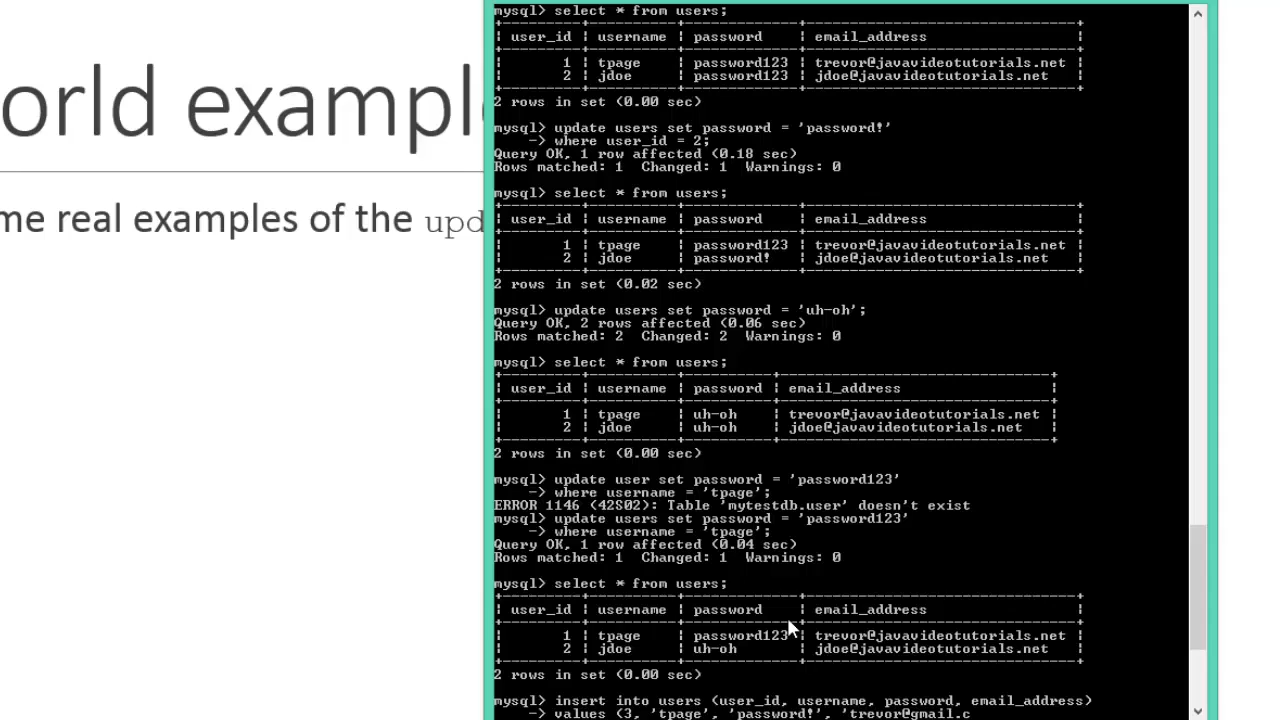 orld exampl
me real examples of the upd
mysql> select * from users;
| user_id | username | password | email_address |
| 1 | tpage | password123 | trevor@javavideotutorials.net |
| 2 | jdoe | password123 | jdoe@javavideotutorials.net |
2 rows in set (0.00 sec)
mysql> update users set password = 'password!'
-> where user_id = 2;
Query OK, 1 row affected (0.18 sec)
Rows matched: 1 Changed: 1 Warnings: 0
mysql> select * from users;
| user_id | username | password | email_address |
| 1 | tpage | password123 | trevor@javavideotutorials.net |
| 2 | jdoe | password! | jdoe@javavideotutorials.net |
2 rows in set (0.02 sec)
mysql> update users set password = 'uh-oh';
Query OK, 2 rows affected (0.06 sec)
Rows matched: 2 Changed: 2 Warnings: 0
mysql> select * from users;
| user_id | username | password | email_address |
| 1 | tpage | uh-oh | trevor@javavideotutorials.net |
| 2 | jdoe | uh-oh | jdoe@javavideotutorials.net |
2 rows in set (0.00 sec)
mysql> update user set password = 'password123'
-> where username = 'tpage';
ERROR 1146 (42S02): Table 'mytestdb.user' doesn't exist
mysql> update users set password = 'password123'
-> where username = 'tpage';
Query OK, 1 row affected (0.04 sec)
Rows matched: 1 Changed: 1 Warnings: 0
mysql> select * from users;
| user_id | username | password | email_address |
| 1 | tpage | password123 | trevor@javavideotutorials.net |
| 2 | jdoe | uh-oh | jdoe@javavideotutorials.net |
2 rows in set (0.00 sec)
mysql> insert into users (user_id, username, password, email_address)
-> values (3, 'tpage', 'password!', 'trevor@gmail.c